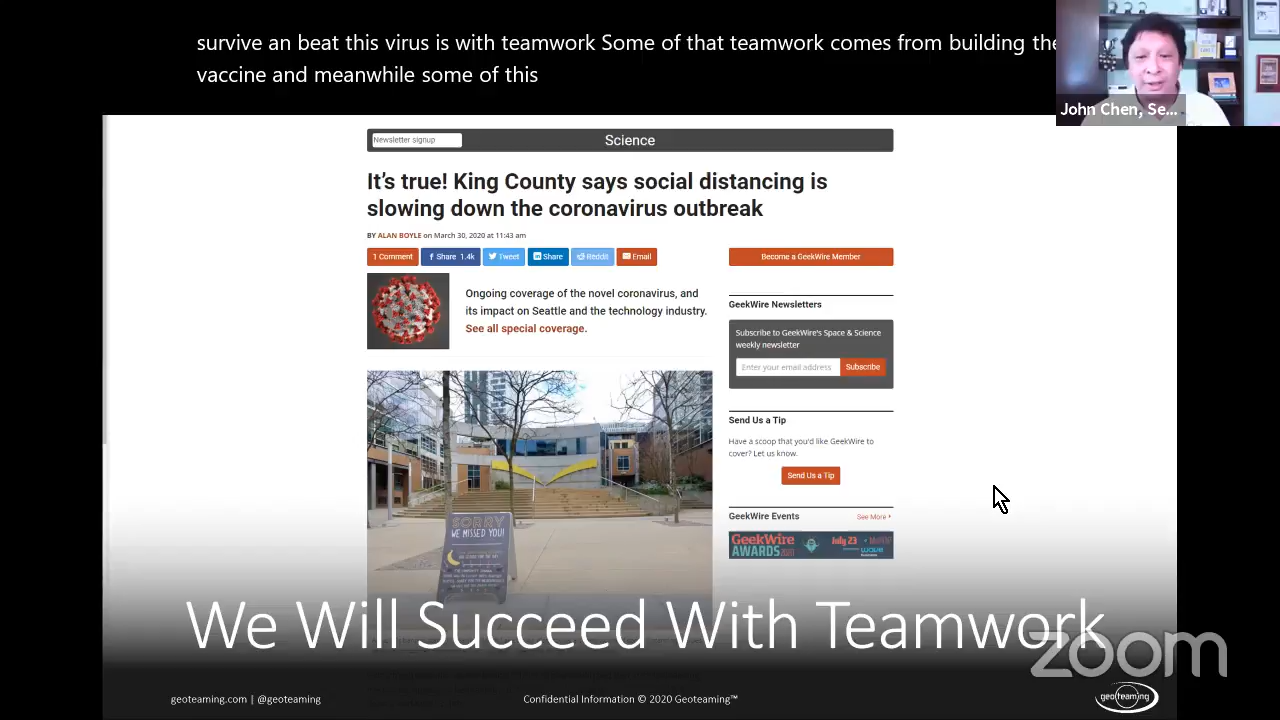 survive an beat this virus is with teamwork Some of that teamwork comes from building the
vaccine and meanwhile some of this
John Chen, Se...
Newsletter signup
Science
It's true! King County says social distancing is
slowing down the coronavirus outbreak
BY ALAN BOYLE on March 30, 2020 at 11:43 am
1 Comment
Share 1.4k
Tweet
Share
Reddit
Email
Become a GeekWire Member
Ongoing coverage of the novel coronavirus, and
its impact on Seattle and the technology industry.
See all special coverage.
GeekWire Newsletters
Subscribe to GeekWire's Space & Science
weekly newsletter
Enter your email address
Subscribe
Send Us a Tip
Have a scoop that you'd like GeekWire to
cover? Let us know.
Send Us a Tip
GeekWire Events
See More
GeekWire
AWARDS
July 23
SORRY
WE MISSED YOU!
We Will Succeed With Teamwork
zoom
geoteaming.com | @geoteaming
Confidential Information © 2020 Geoteaming™
geoteaming